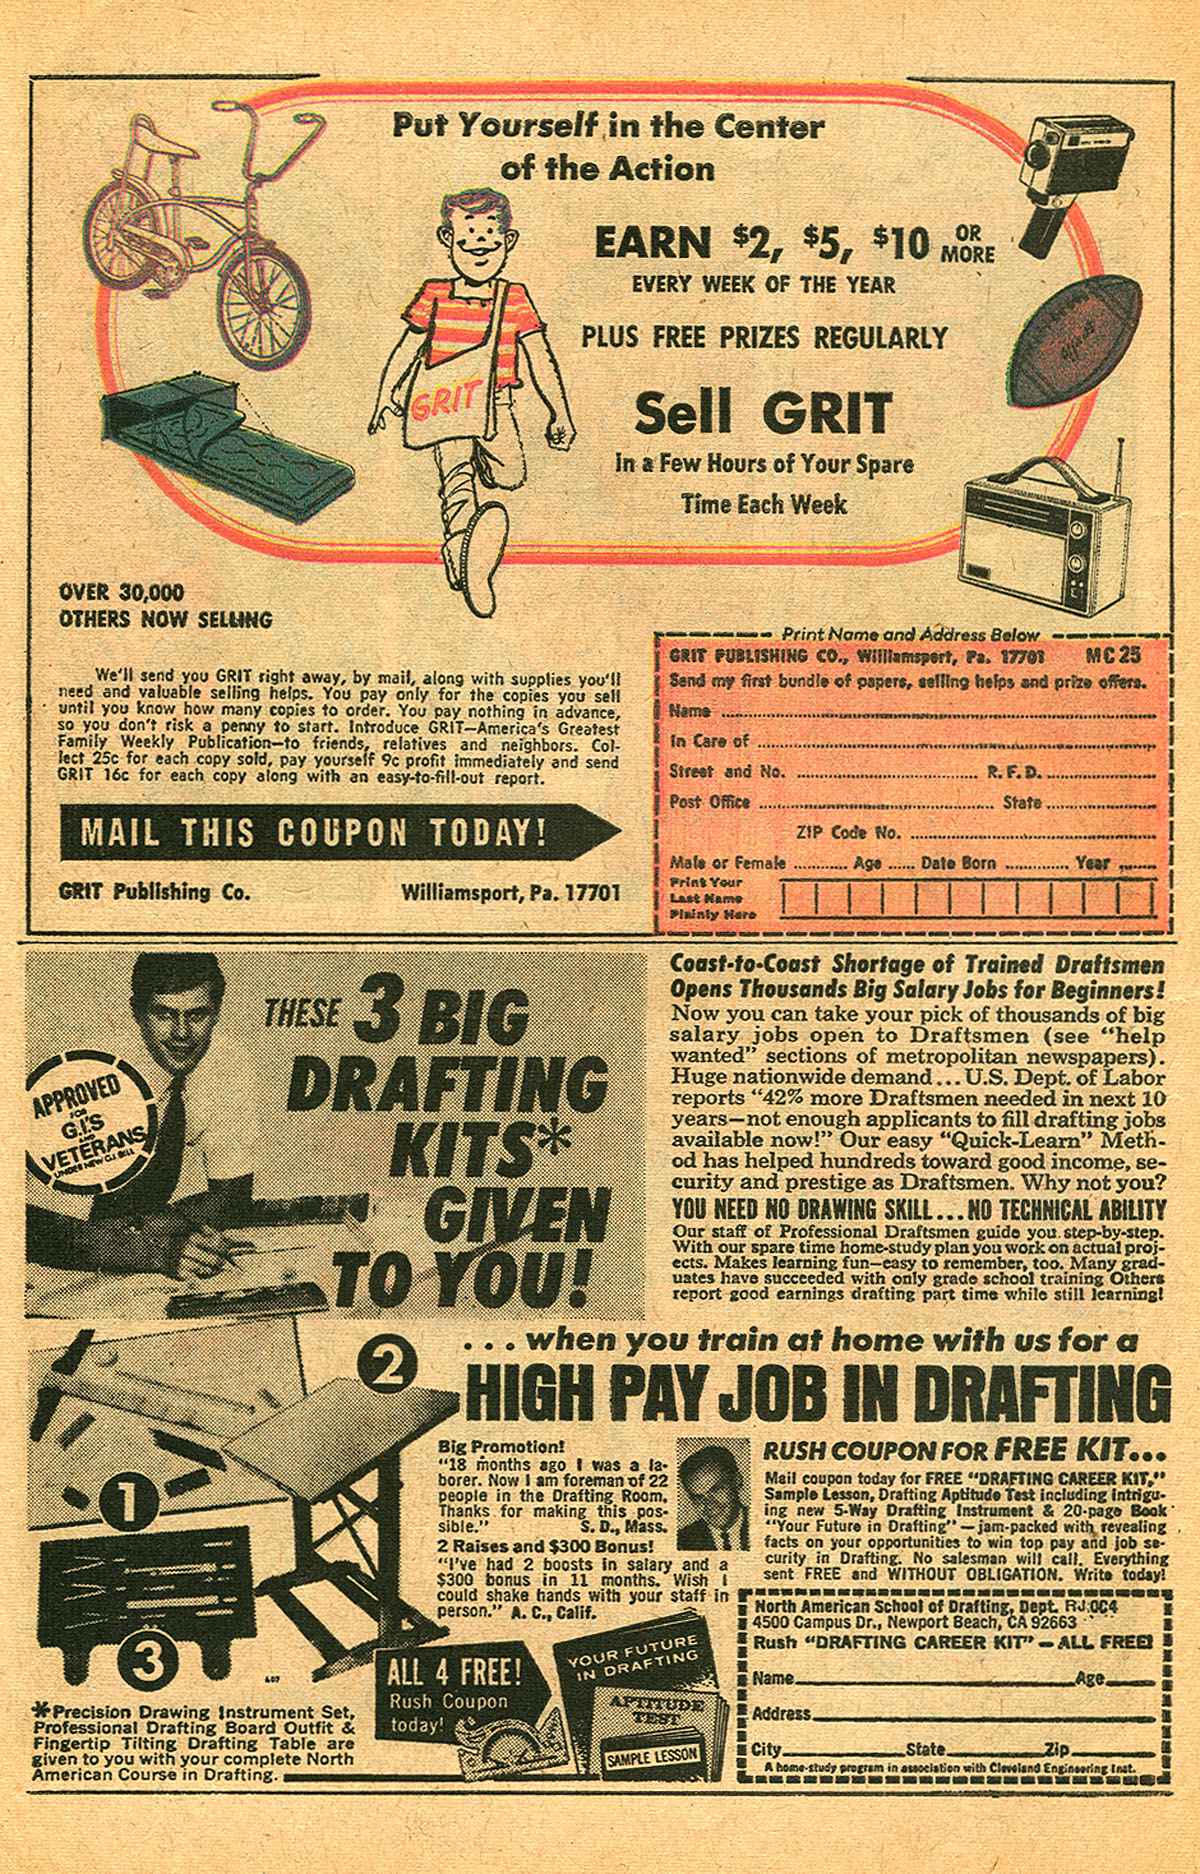 Put Yourself in the Center
of the Action
EARN $2, $5, $10 OR MORE
EVERY WEEK OF THE YEAR
PLUS FREE PRIZES REGULARLY
Sell GRIT
In a Few Hours of Your Spare
Time Each Week
GRIT
OVER 30,000
OTHERS NOW SELLING
We'll send you GRIT right away, by mail, along with supplies you'll
need and valuable selling helps. You pay only for the copies you sell
until you know how many copies to order. You pay nothing in advance,
so you don't risk a penny to start. Introduce GRIT—America's Greatest
Family Weekly Publication—to friends, relatives and neighbors. Col-
lect 25c for each copy sold, pay yourself 9c profit immediately and send
GRIT 16c for each copy along with an easy-to-fill-out report.
MAIL THIS COUPON TODAY!
GRIT Publishing Co. Williamsport, Pa. 17701
Print Name and Address Below
GRIT PUBLISHING CO., Williamsport, Pa. 17701 MC 25
Send my first bundle of papers, selling helps and prize offers.
Name
In Care of
Street and No. R.F.D.
Post Office State
ZIP Code No.
Male or Female Age Date Born Year
Print Your
Last Name
Plainly Here
APPROVED
FOR
G.I.'S
AND
VETERANS
UNDER NEW G.I. BILL
THESE 3 BIG
DRAFTING
KITS*
GIVEN
TO YOU!
Coast-to-Coast Shortage of Trained Draftsmen
Opens Thousands Big Salary Jobs for Beginners!
Now you can take your pick of thousands of big
salary jobs open to Draftsmen (see "help
wanted" sections of metropolitan newspapers).
Huge nationwide demand...U.S. Dept. of Labor
reports "42% more Draftsmen needed in next 10
years—not enough applicants to fill drafting jobs
available now!" Our easy "Quick-Learn" Meth-
od has helped hundreds toward good income, se-
curity and prestige as Draftsmen. Why not you?
YOU NEED NO DRAWING SKILL...NO TECHNICAL ABILITY
Our staff of Professional Draftsmen guide you step-by-step.
With our spare time home-study plan you work on actual proj-
ects. Makes learning fun—easy to remember, too. Many grad-
uates have succeeded with only grade school training Others
report good earnings drafting part time while still learning!
...when you train at home with us for a
HIGH PAY JOB IN DRAFTING
1
2
3
607
Big Promotion!
"18 months ago I was a la-
borer. Now I am foreman of 22
people in the Drafting Room.
Thanks for making this pos-
sible." S. D., Mass.
2 Raises and $300 Bonus!
"I've had 2 boosts in salary and a
$300 bonus in 11 months. Wish I
could shake hands with your staff in
person." A. C., Calif.
RUSH COUPON FOR FREE KIT...
Mail coupon today for FREE "DRAFTING CAREER KIT,"
Sample Lesson, Drafting Aptitude Test including intrigu-
ing new 5-Way Drafting Instrument & 20-page Book
"Your Future in Drafting"—jam-packed with revealing
facts on your opportunities to win top pay and job se-
curity in Drafting. No salesman will call. Everything
sent FREE and WITHOUT OBLIGATION. Write today!
*Precision Drawing Instrument Set,
Professional Drafting Board Outfit &
Fingertip Tilting Drafting Table are
given to you with your complete North
American Course in Drafting.
ALL 4 FREE!
Rush Coupon
today!
YOUR FUTURE
IN DRAFTING
APTITUDE
TEST
SAMPLE LESSON
North American School of Drafting, Dept. RJ.0C4
4500 Campus Dr., Newport Beach, CA 92663
Rush "DRAFTING CAREER KIT" — ALL FREE!
Name Age
Address
City State Zip
A home-study program in association with Cleveland Engineering Inst.